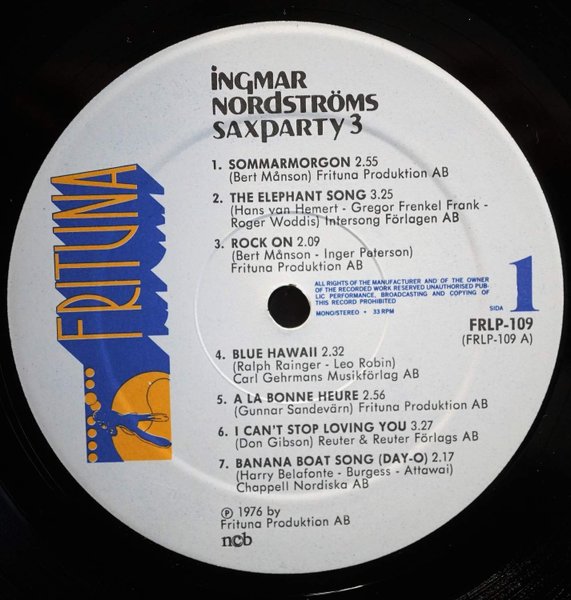 INGMAR
NORDSTRÖMS
SAXPARTY 3
1. SOMMARMORGON 2.55
(Bert Månson) Frituna Produktion AB
2. THE ELEPHANT SONG 3.25
(Hans van Hemert - Gregor Frenkel Frank -
Roger Woddis) Intersong Förlagen AB
3. ROCK ON 2.09
(Bert Månson - Inger Peterson)
Frituna Produktion AB
FRITUNA
ALL RIGHTS OF THE MANUFACTURER AND OF THE OWNER
OF THE RECORDED WORK RESERVED UNAUTHORISED PUB-
LIC PERFORMANCE, BROADCASTING AND COPYING OF
THIS RECORD PROHIBITED
MONO/STEREO • 33 RPM
SIDA 1
FRLP-109
(FRLP-109 A)
4. BLUE HAWAII 2.32
(Ralph Rainger - Leo Robin)
Carl Gehrmans Musikförlag AB
5. A LA BONNE HEURE 2.56
(Gunnar Sandevärn) Frituna Produktion AB
6. I CAN'T STOP LOVING YOU 3.27
(Don Gibson) Reuter & Reuter Förlags AB
7. BANANA BOAT SONG (DAY-O) 2.17
(Harry Belafonte - Burgess - Attawai)
Chappell Nordiska AB
Ⓟ 1976 by
Frituna Produktion AB
ncb